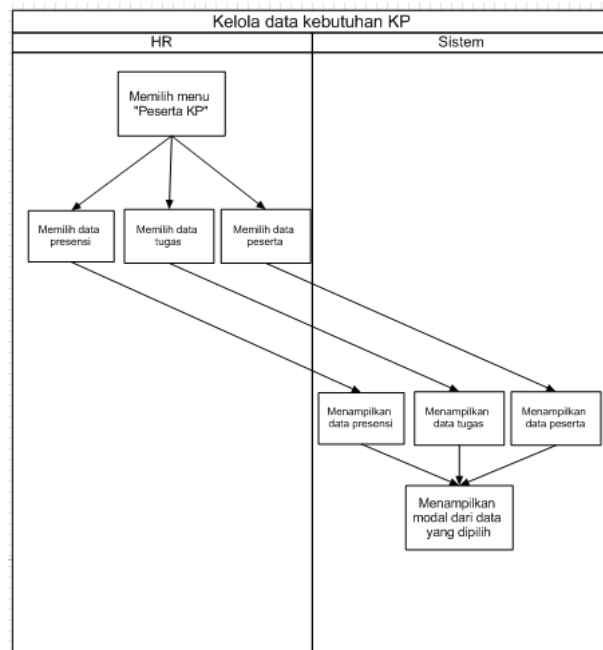 Kelola data kebutuhan KP
HR
Sistem
Memilih menu
"Peserta KP"
Memilih data
presensi
Memilih data
tugas
Memilih data
peserta
Menampilkan
data presensi
Menampilkan
data tugas
Menampilkan
data peserta
Menampilkan
modal dari data
yang dipilih